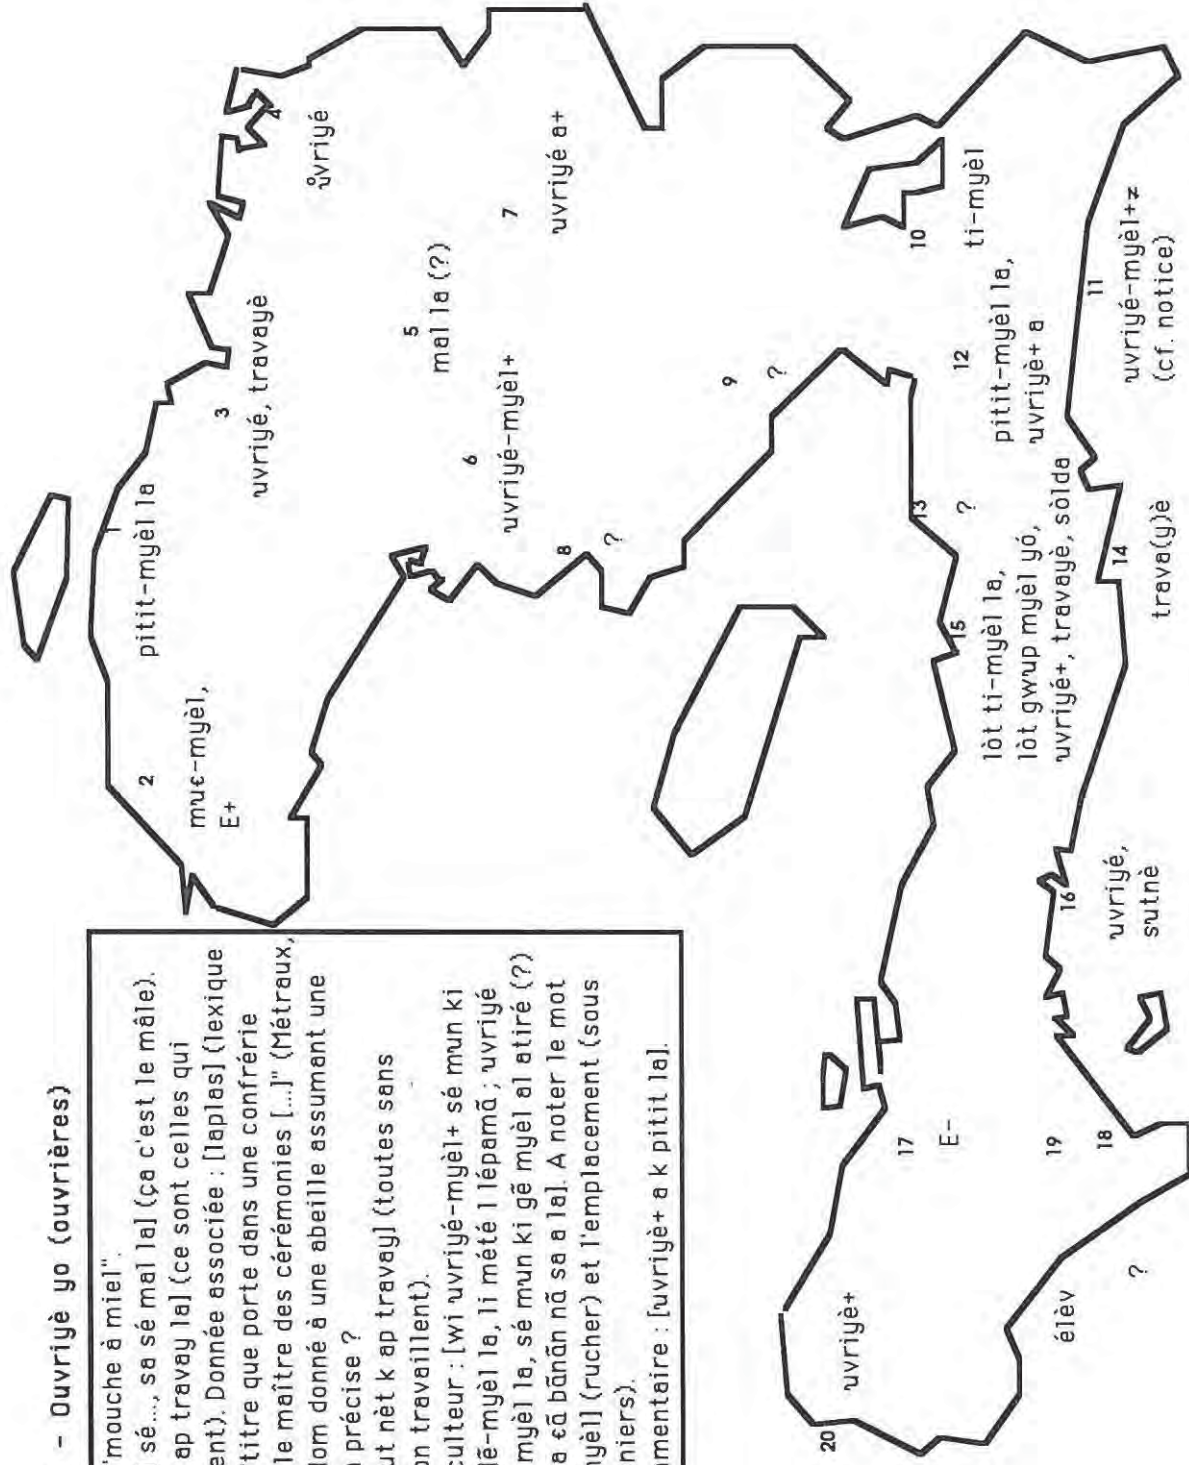 - Ouvriyè yo (ouvrières)
"mouche à miel".
sé..., sa sé mal la] (ça c'est le mâle).
ap travay la] (ce sont celles qui
ent). Donnée associée : [laplas] (lexique
titre que porte dans une confrérie
le maître des cérémonies [...]" (Métraux,
nom donné à une abeille assumant une
précise ?
ut nèt k ap travay] (toutes sans
on travaillent).
culteur : [wi uvriyé-myèl+ sé mun ki
dẽ-myèl la, li mété l lépamã ; uvriyé
myèl la, sé mun ki gẽ myèl al atiré (?)
a ɛã bãnãn nã sa a la]. A noter le mot
nyèl] (rucher) et l'emplacement (sous
niers).
mmentaire : [uvriyè+ a k pitit la].
1
pitit-myèl la
2
muɛ-myèl,
E+
3
uvriyé, travayè
4
ůvriyé
5
mal la (?)
6
uvriyé-myèl+
7
uvriyé a+
8
?
9
?
10
ti-myèl
11
uvriyé-myèl+z
(cf. notice)
12
pitit-myèl la,
uvriyè+ a
13
?
14
trava(y)è
15
lòt ti-myèl la,
lòt gwup myèl yó,
uvriyé+, travayè, sòlda
16
uvriyé,
sutnè
17
E-
18
?
19
élèv
20
uvriyè+